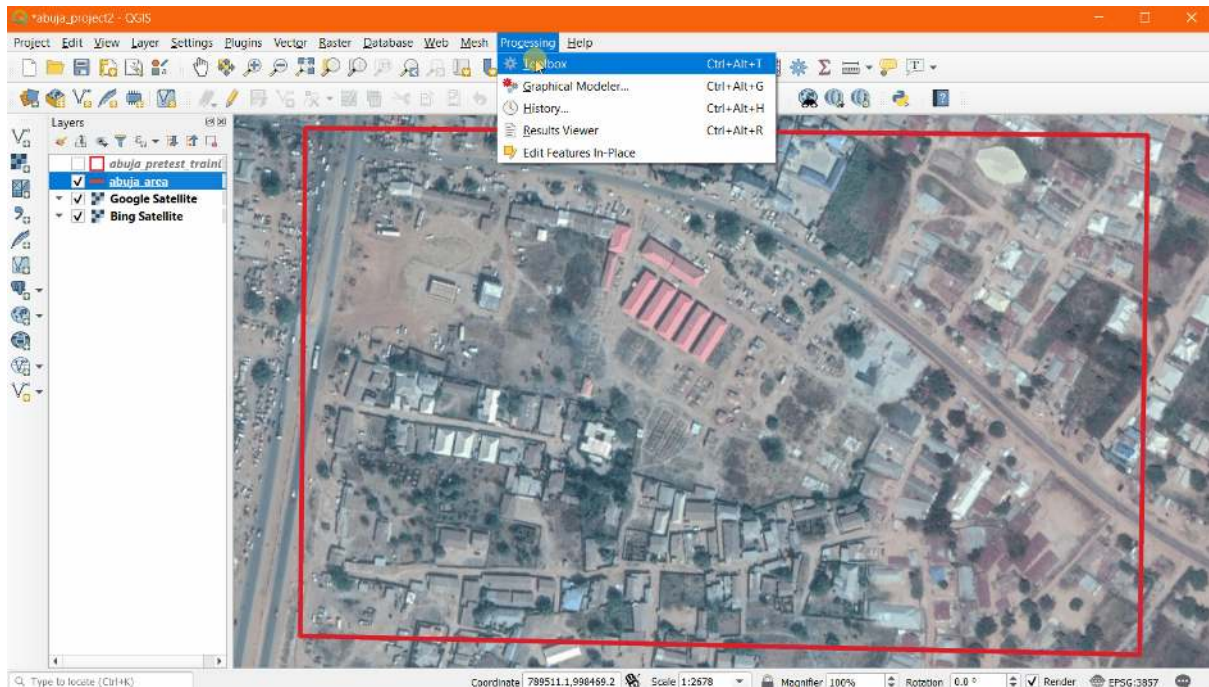 *abuja_project2 - QGIS
Project Edit View Layer Settings Plugins Vector Raster Database Web Mesh Processing Help
Toolbox Ctrl+Alt+T
Graphical Modeler... Ctrl+Alt+G
History... Ctrl+Alt+H
Results Viewer Ctrl+Alt+R
Edit Features In-Place
Layers
abuja pretest_traini
abuja_area
Google Satellite
Bing Satellite
Type to locate (Ctrl+K) Coordinate 789511.1,998469.2 Scale 1:2678 Magnifier 100% Rotation 0.0 ° Render EPSG:3857